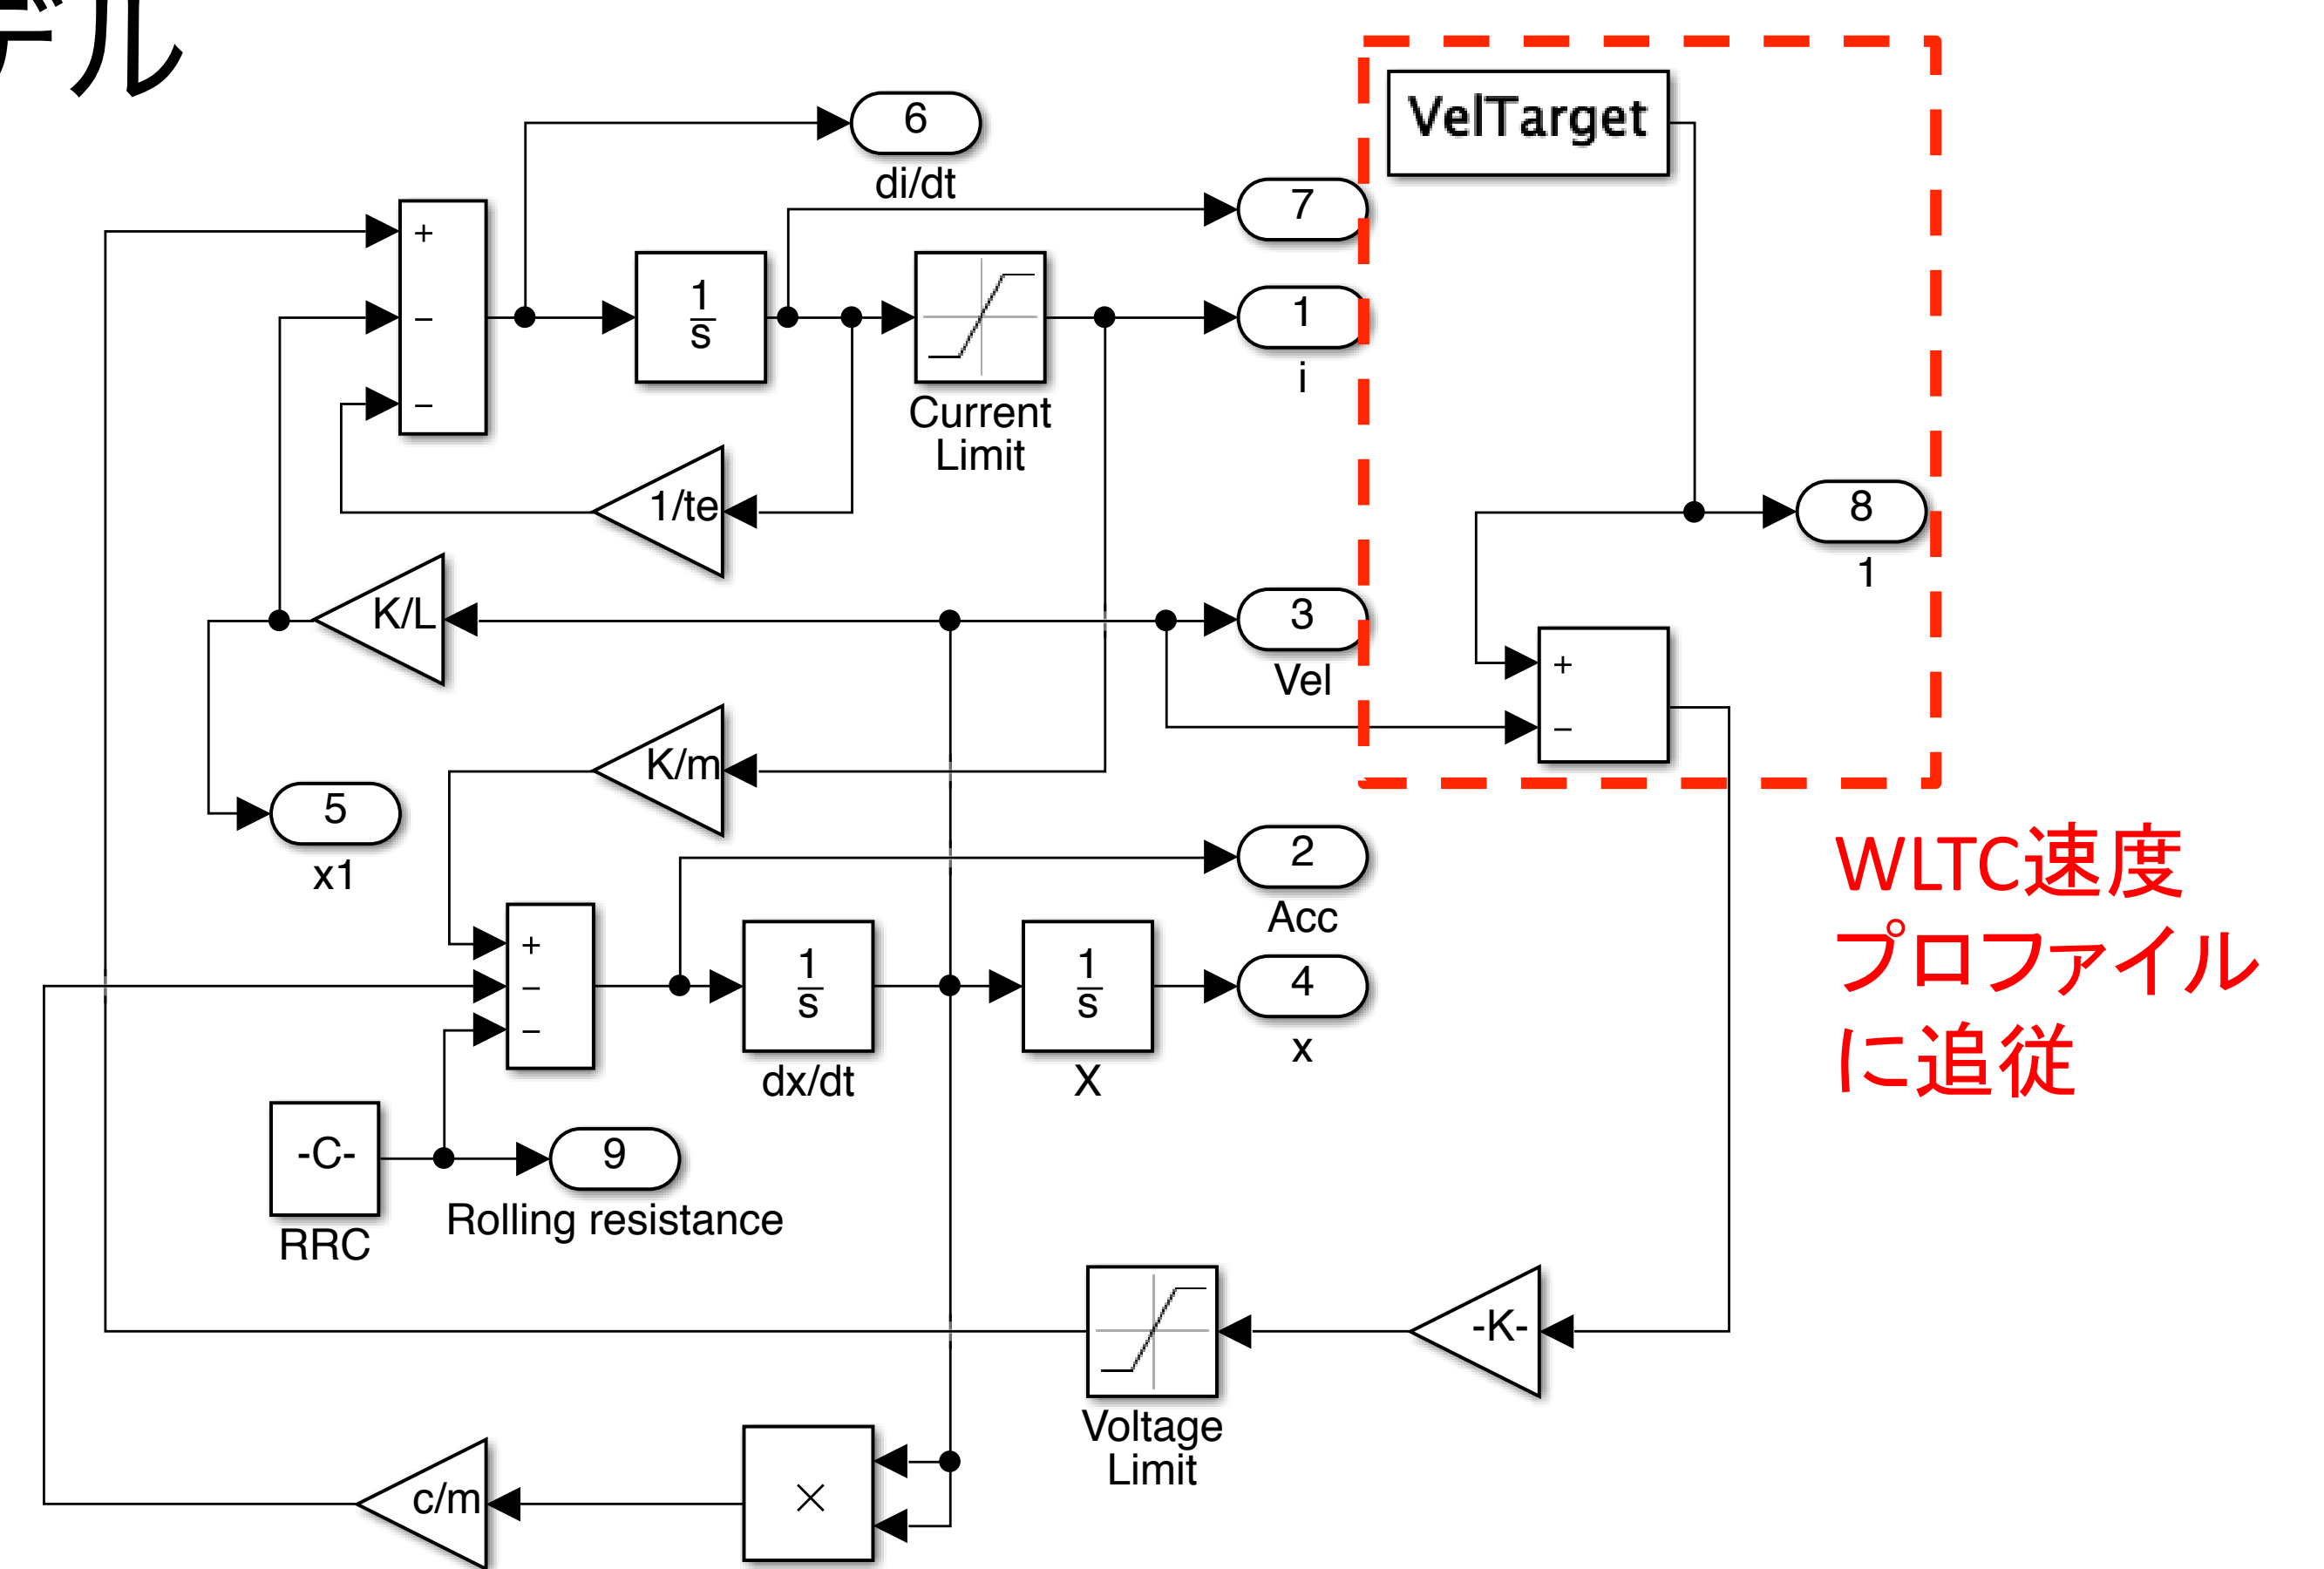 デル
VelTarget
6
di/dt
7
+
−
−
1
s
1
i
Current
Limit
1/te
8
1
K/L
3
Vel
+
−
K/m
5
x1
2
Acc
WLTC速度
プロファイル
に追従
+
−
−
1
s
dx/dt
1
s
X
4
x
-C-
RRC
9
Rolling resistance
-K-
Voltage
Limit
c/m
×